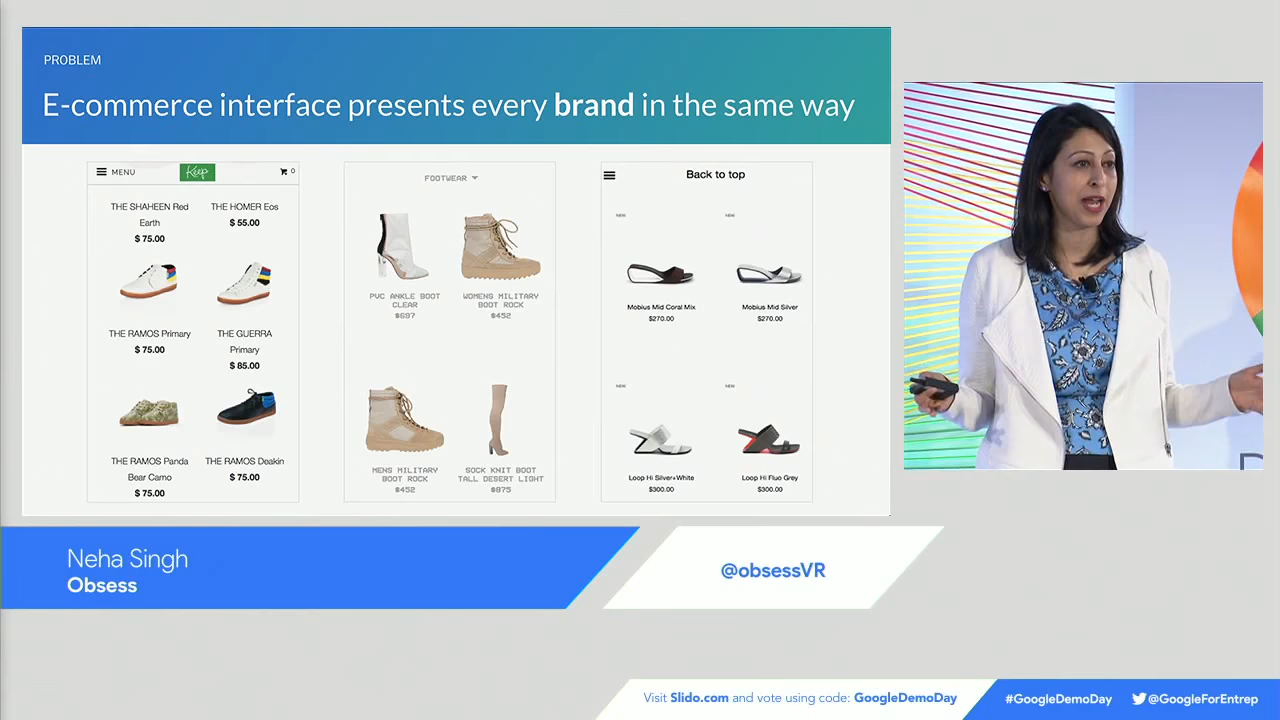 PROBLEM
E-commerce interface presents every brand in the same way
MENU
Keep
0
THE SHAHEEN Red
Earth
$ 75.00
THE HOMER Eos
$ 55.00
THE RAMOS Primary
$ 75.00
THE GUERRA
Primary
$ 85.00
THE RAMOS Panda
Bear Camo
$ 75.00
THE RAMOS Deakin
$ 75.00
FOOTWEAR
PVC ANKLE BOOT
CLEAR
$697
WOMENS MILITARY
BOOT ROCK
$452
MENS MILITARY
BOOT ROCK
$452
SOCK KNIT BOOT
TALL DESERT LIGHT
$875
Back to top
NEW
NEW
Mobius Mid Coral Mix
$270.00
Mobius Mid Silver
$270.00
NEW
NEW
Loop Hi Silver+White
$300.00
Loop Hi Fluo Grey
$300.00
Neha Singh
Obsess
@obsessVR
Visit Slido.com and vote using code: GoogleDemoDay
#GoogleDemoDay
@GoogleForEntrep